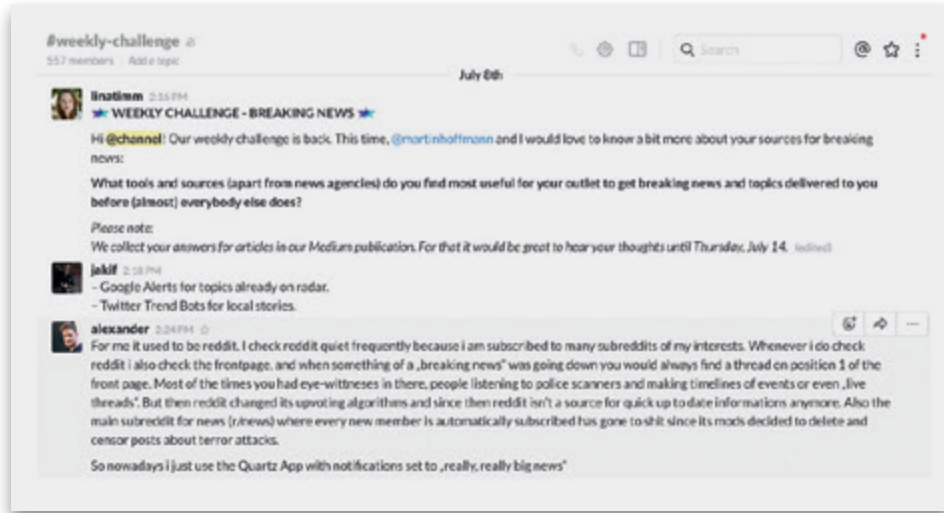 #weekly-challenge
557 members | Add a topic
Search
July 8th
linatimm 2:16 PM
WEEKLY CHALLENGE - BREAKING NEWS
Hi @channel! Our weekly challenge is back. This time, @martinhoffmann and I would love to know a bit more about your sources for breaking
news:
What tools and sources (apart from news agencies) do you find most useful for your outlet to get breaking news and topics delivered to you
before (almost) everybody else does?
Please note:
We collect your answers for articles in our Medium publication. For that it would be great to hear your thoughts until Thursday, July 14. (edited)
jakif 2:18 PM
- Google Alerts for topics already on radar.
- Twitter Trend Bots for local stories.
alexander 2:24 PM
For me it used to be reddit. I check reddit quiet frequently because i am subscribed to many subreddits of my interests. Whenever i do check
reddit i also check the frontpage, and when something of a „breaking news" was going down you would always find a thread on position 1 of the
front page. Most of the times you had eye-wittneses in there, people listening to police scanners and making timelines of events or even „live
threads". But then reddit changed its upvoting algorithms and since then reddit isn't a source for quick up to date informations anymore. Also the
main subreddit for news (r/news) where every new member is automatically subscribed has gone to shit since its mods decided to delete and
censor posts about terror attacks.
So nowadays i just use the Quartz App with notifications set to „really, really big news"